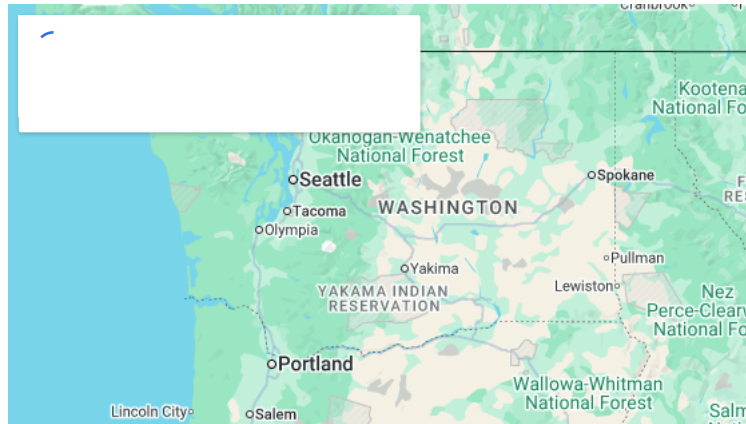 Cranbrook
Kootena
National Fo
Okanogan-Wenatchee
National Forest
Seattle
Spokane
F
RES
Tacoma
WASHINGTON
Olympia
Pullman
Yakima
Lewiston
YAKAMA INDIAN
RESERVATION
Nez
Perce-Clearw
National Fo
Portland
Wallowa-Whitman
National Forest
Lincoln City
Salem
Salm